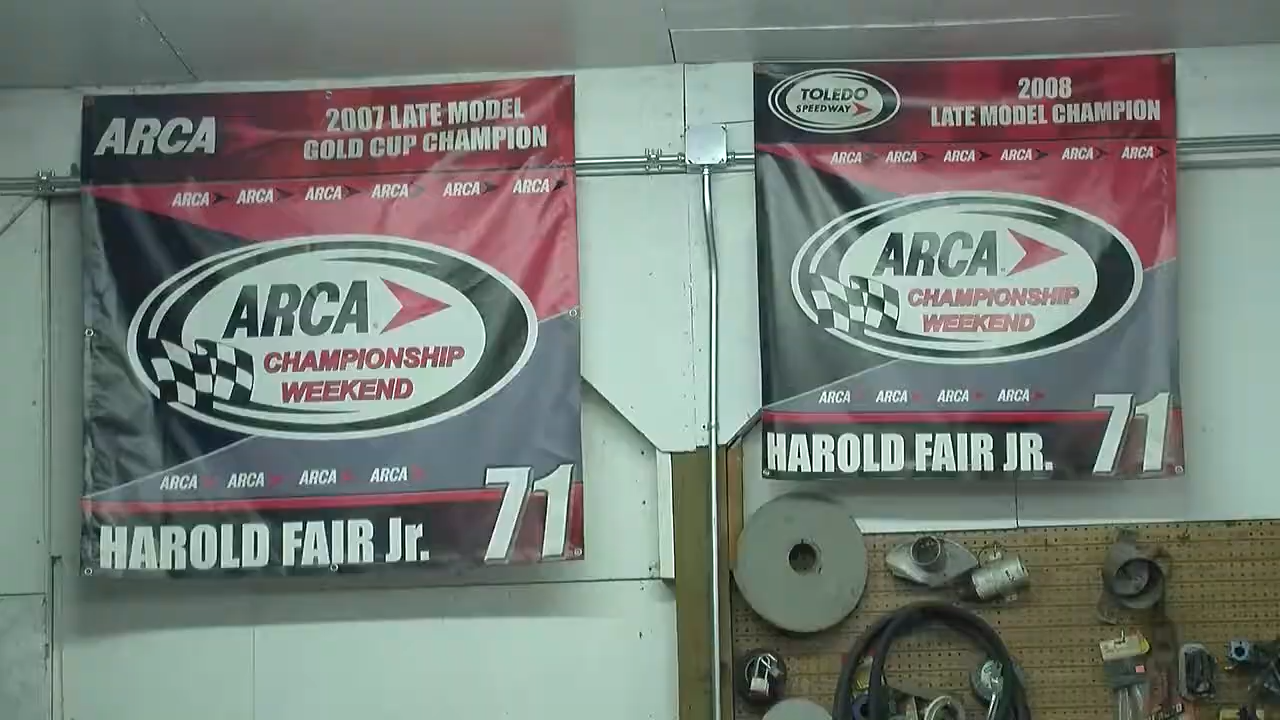 ARCA
2007 LATE MODEL
GOLD CUP CHAMPION
ARCA ARCA ARCA ARCA ARCA ARCA
ARCA
CHAMPIONSHIP
WEEKEND
ARCA ARCA ARCA ARCA
71
HAROLD FAIR Jr.
TOLEDO
SPEEDWAY
2008
LATE MODEL CHAMPION
ARCA ARCA ARCA ARCA ARCA ARCA
ARCA
CHAMPIONSHIP
WEEKEND
ARCA ARCA ARCA ARCA
71
HAROLD FAIR JR.